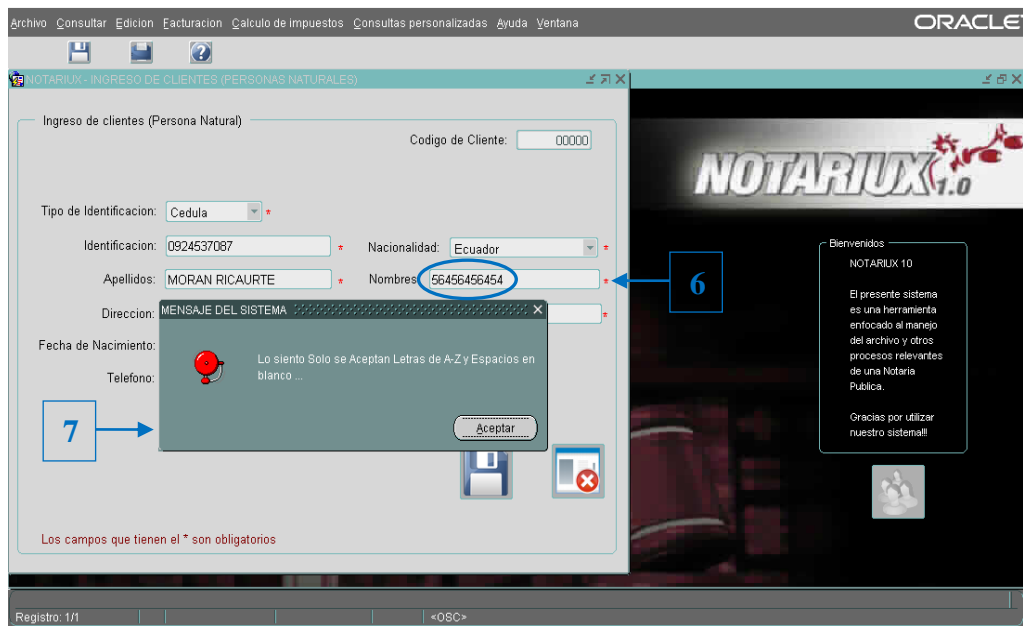 Archivo Consultar Edicion Facturacion Calculo de impuestos Consultas personalizadas Ayuda Ventana
ORACLE
NOTARIUX - INGRESO DE CLIENTES (PERSONAS NATURALES)
Ingreso de clientes (Persona Natural)
Codigo de Cliente: 00000
Tipo de Identificacion: Cedula *
Identificacion: 0924537087 * Nacionalidad: Ecuador *
Apellidos: MORAN RICAURTE * Nombres 56456456454 *
6
Direccion: *
MENSAJE DEL SISTEMA
Fecha de Nacimiento:
Telefono:
Lo siento Solo se Aceptan Letras de A-Z y Espacios en
blanco ...
Aceptar
7
Los campos que tienen el * son obligatorios
NOTARIUX 1.0
Bienvenidos
NOTARIUX 10
El presente sistema
es una herramienta
enfocado al manejo
del archivo y otros
procesos relevantes
de una Notaria
Publica.
Gracias por utilizar
nuestro sistema!!!
Registro: 1/1 <OSC>